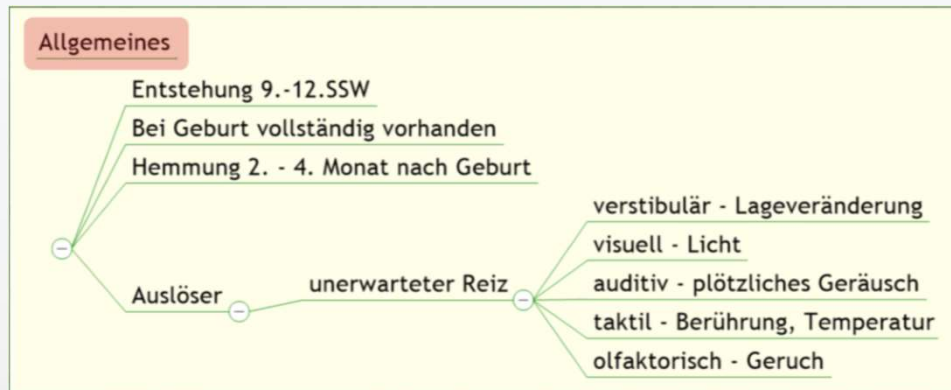 Allgemeines
Entstehung 9.-12.SSW
Bei Geburt vollständig vorhanden
Hemmung 2. - 4. Monat nach Geburt
Auslöser
unerwarteter Reiz
verstibulär - Lageveränderung
visuell - Licht
auditiv - plötzliches Geräusch
taktil - Berührung, Temperatur
olfaktorisch - Geruch